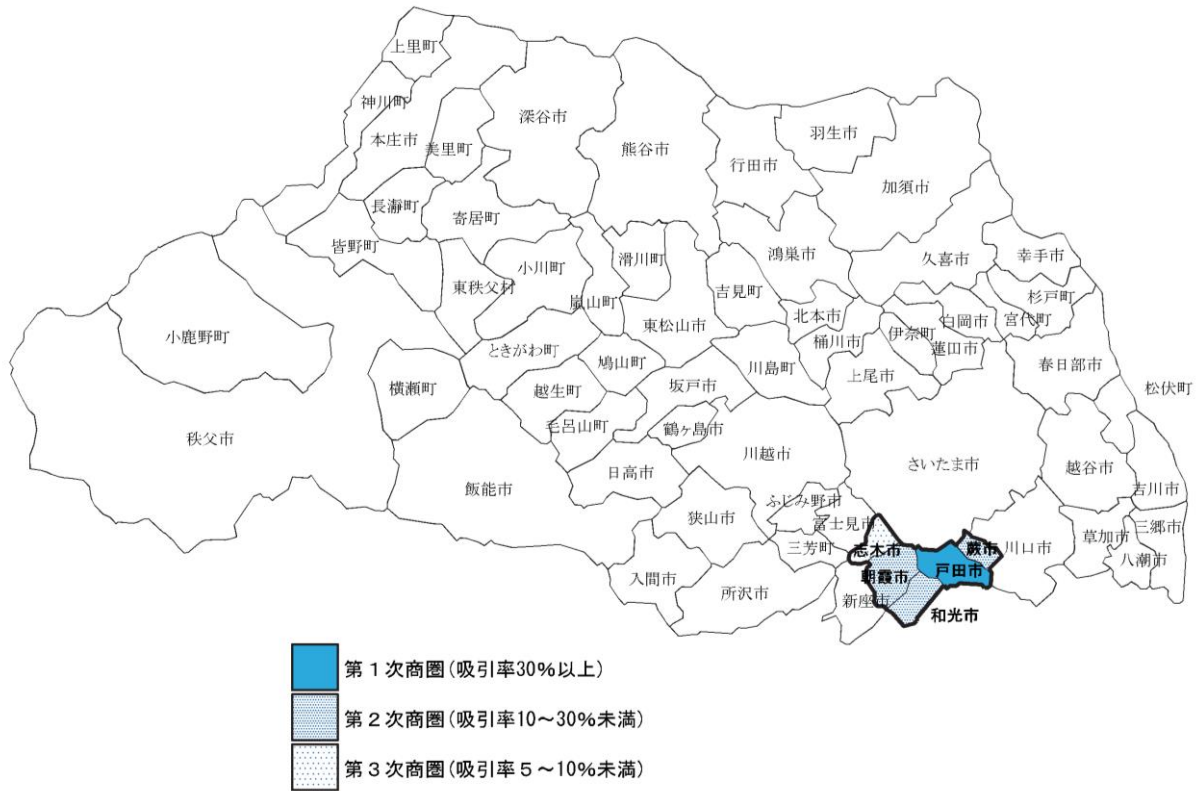 上里町
神川町
本庄市
美里町
深谷市
熊谷市
行田市
羽生市
加須市
長瀞町
寄居町
皆野町
東秩父村
小川町
嵐山町
滑川町
吉見町
鴻巣市
久喜市
幸手市
杉戸町
宮代町
白岡市
北本市
桶川市
伊奈町
蓮田市
東松山市
小鹿野町
ときがわ町
鳩山町
川島町
上尾市
春日部市
松伏町
横瀬町
越生町
坂戸市
毛呂山町
鶴ヶ島市
秩父市
飯能市
日高市
川越市
さいたま市
越谷市
吉川市
ふじみ野市
狭山市
富士見市
三芳町
志木市
蕨市
川口市
草加市
三郷市
八潮市
戸田市
朝霞市
入間市
所沢市
新座市
和光市
第1次商圏(吸引率30%以上)
第2次商圏(吸引率10~30%未満)
第3次商圏(吸引率5~10%未満)